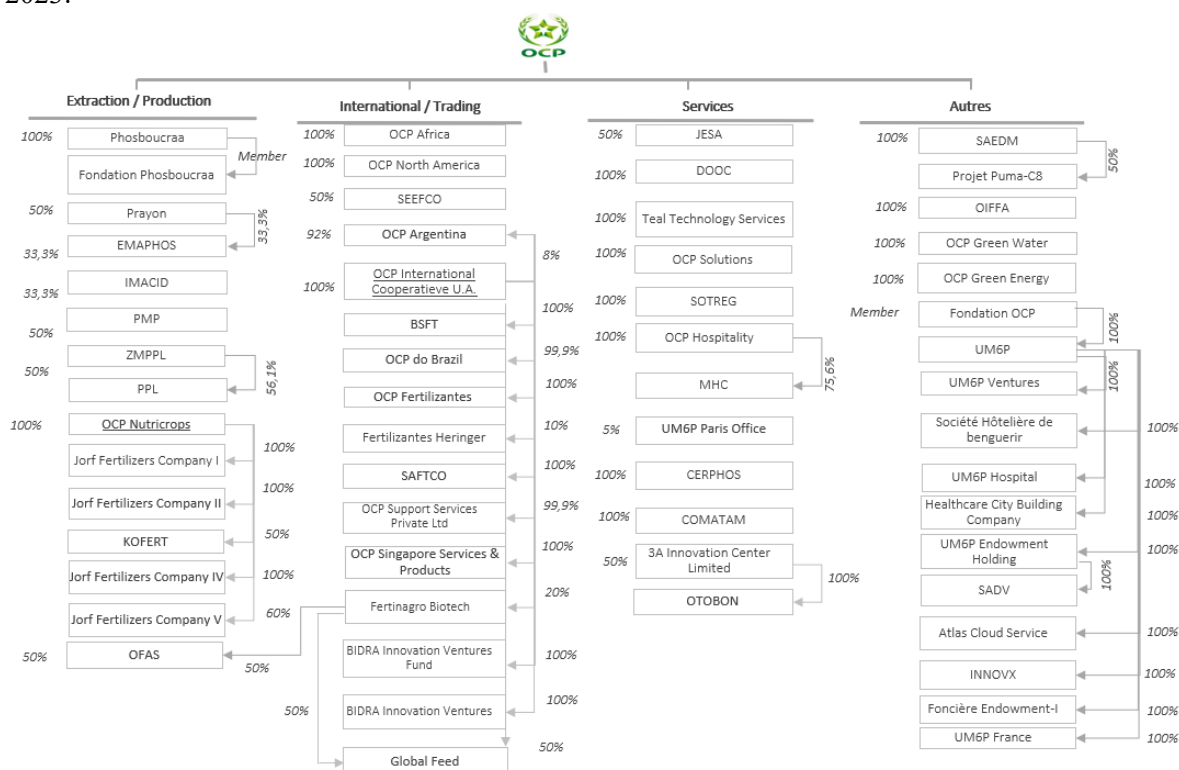 2023.
OCP
Extraction / Production
100%
Phosboucraa
Member
Fondation Phosboucraa
50%
Prayon
33,3%
EMAPHOS
33,3%
IMACID
33,3%
PMP
50%
ZMPPL
50%
56,1%
PPL
100%
OCP Nutricrops
100%
Jorf Fertilizers Company I
100%
Jorf Fertilizers Company II
50%
KOFERT
100%
Jorf Fertilizers Company IV
60%
Jorf Fertilizers Company V
50%
OFAS
50%
International / Trading
100%
OCP Africa
100%
OCP North America
50%
SEEFCO
92%
OCP Argentina
8%
100%
OCP International
Cooperatieve U.A.
100%
BSFT
99,9%
OCP do Brazil
100%
OCP Fertilizantes
10%
Fertilizantes Heringer
100%
SAFTCO
99,9%
OCP Support Services
Private Ltd
100%
OCP Singapore Services &
Products
20%
Fertinagro Biotech
100%
BIDRA Innovation Ventures
Fund
100%
BIDRA Innovation Ventures
50%
50%
Global Feed
Services
50%
JESA
100%
DOOC
100%
Teal Technology Services
100%
OCP Solutions
100%
SOTREG
100%
OCP Hospitality
75,6%
MHC
5%
UM6P Paris Office
100%
CERPHOS
100%
COMATAM
50%
3A Innovation Center
Limited
100%
OTOBON
Autres
100%
SAEDM
50%
Projet Puma-C8
100%
OIFFA
100%
OCP Green Water
100%
OCP Green Energy
Member
Fondation OCP
100%
UM6P
100%
UM6P Ventures
Société Hôtelière de
benguerir
100%
UM6P Hospital
100%
Healthcare City Building
Company
100%
UM6P Endowment
Holding
100%
100%
SADV
Atlas Cloud Service
100%
INNOVX
100%
Foncière Endowment-I
100%
UM6P France
100%